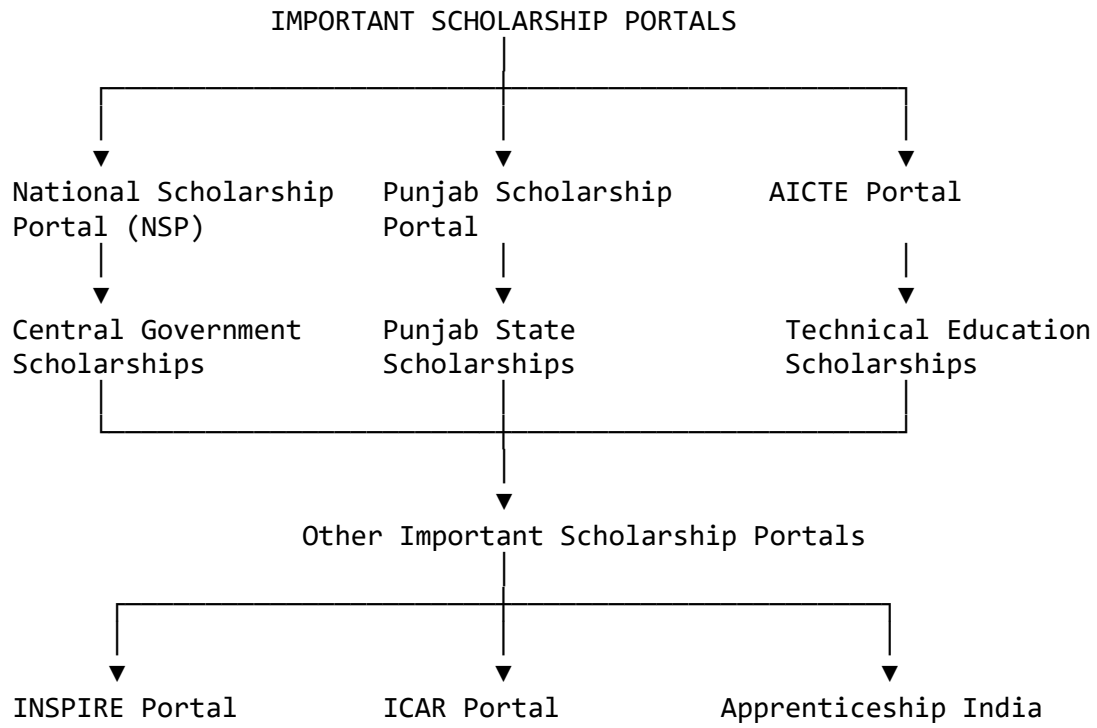 IMPORTANT SCHOLARSHIP PORTALS
National Scholarship Portal (NSP)
Punjab Scholarship Portal
AICTE Portal
Central Government Scholarships
Punjab State Scholarships
Technical Education Scholarships
Other Important Scholarship Portals
INSPIRE Portal
ICAR Portal
Apprenticeship India